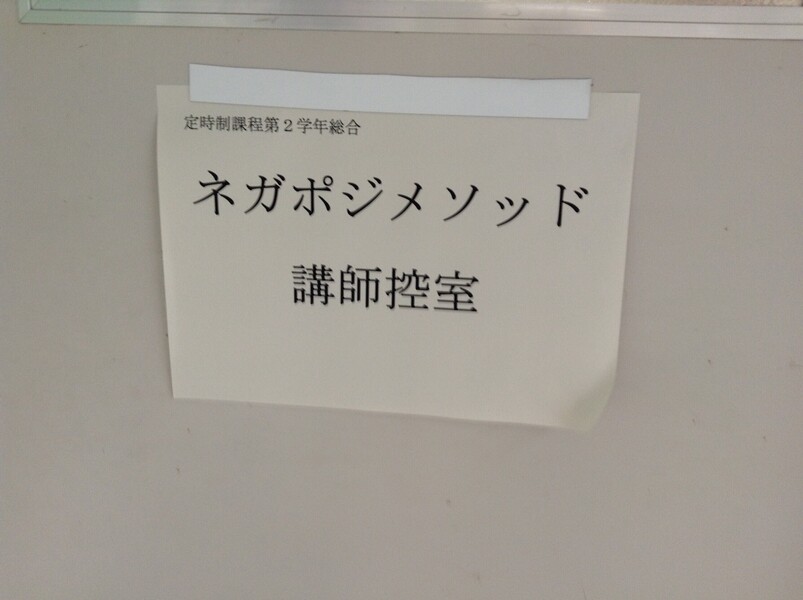 定時制課程第２学年総合
ネガポジメソッド
講師控室